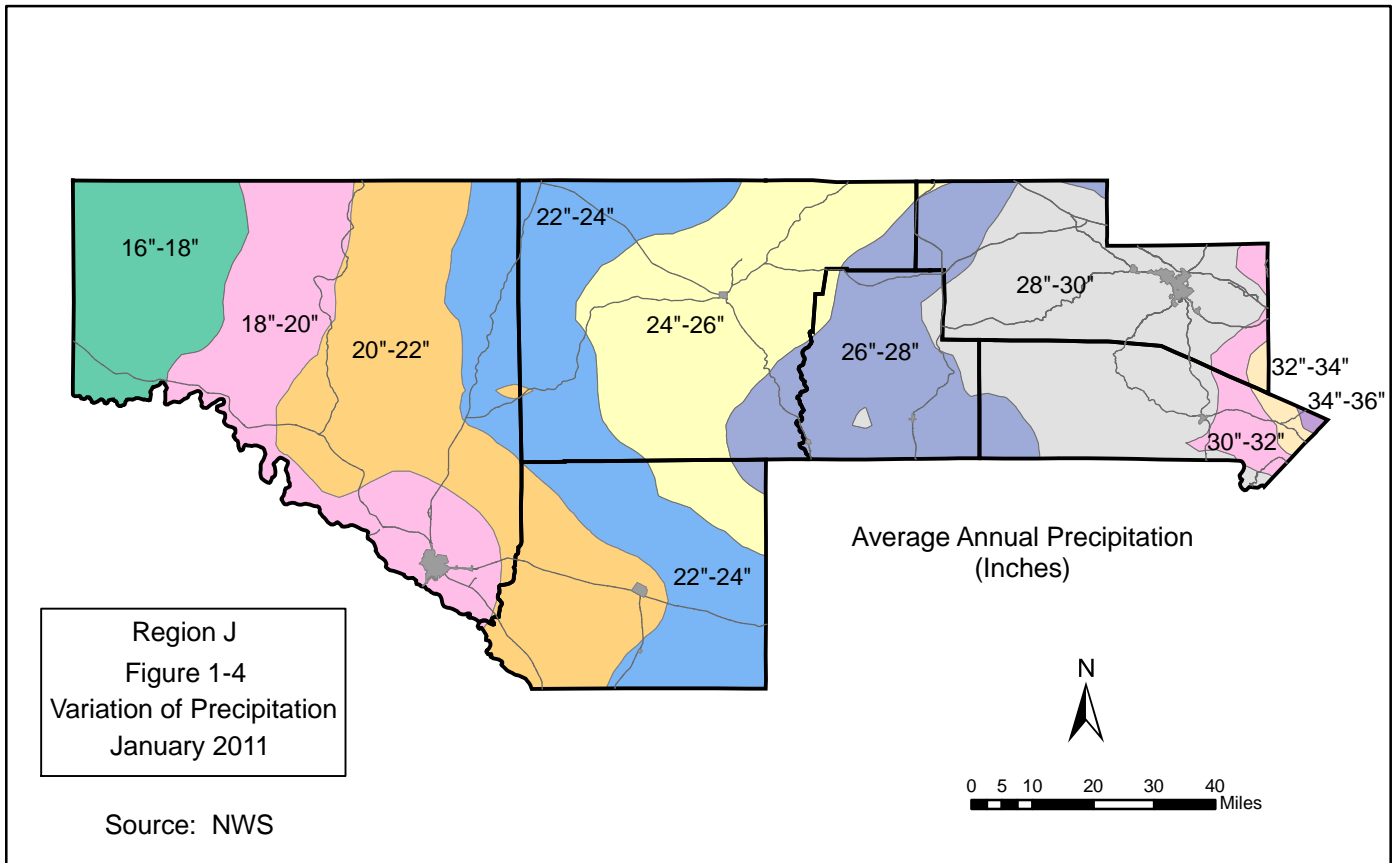 16"-18"
18"-20"
20"-22"
22"-24"
24"-26"
26"-28"
28"-30"
32"-34"
34"-36"
30"-32"
22"-24"
Average Annual Precipitation
(Inches)
Region J
Figure 1-4
Variation of Precipitation
January 2011
Source: NWS
N
0 5 10 20 30 40
Miles